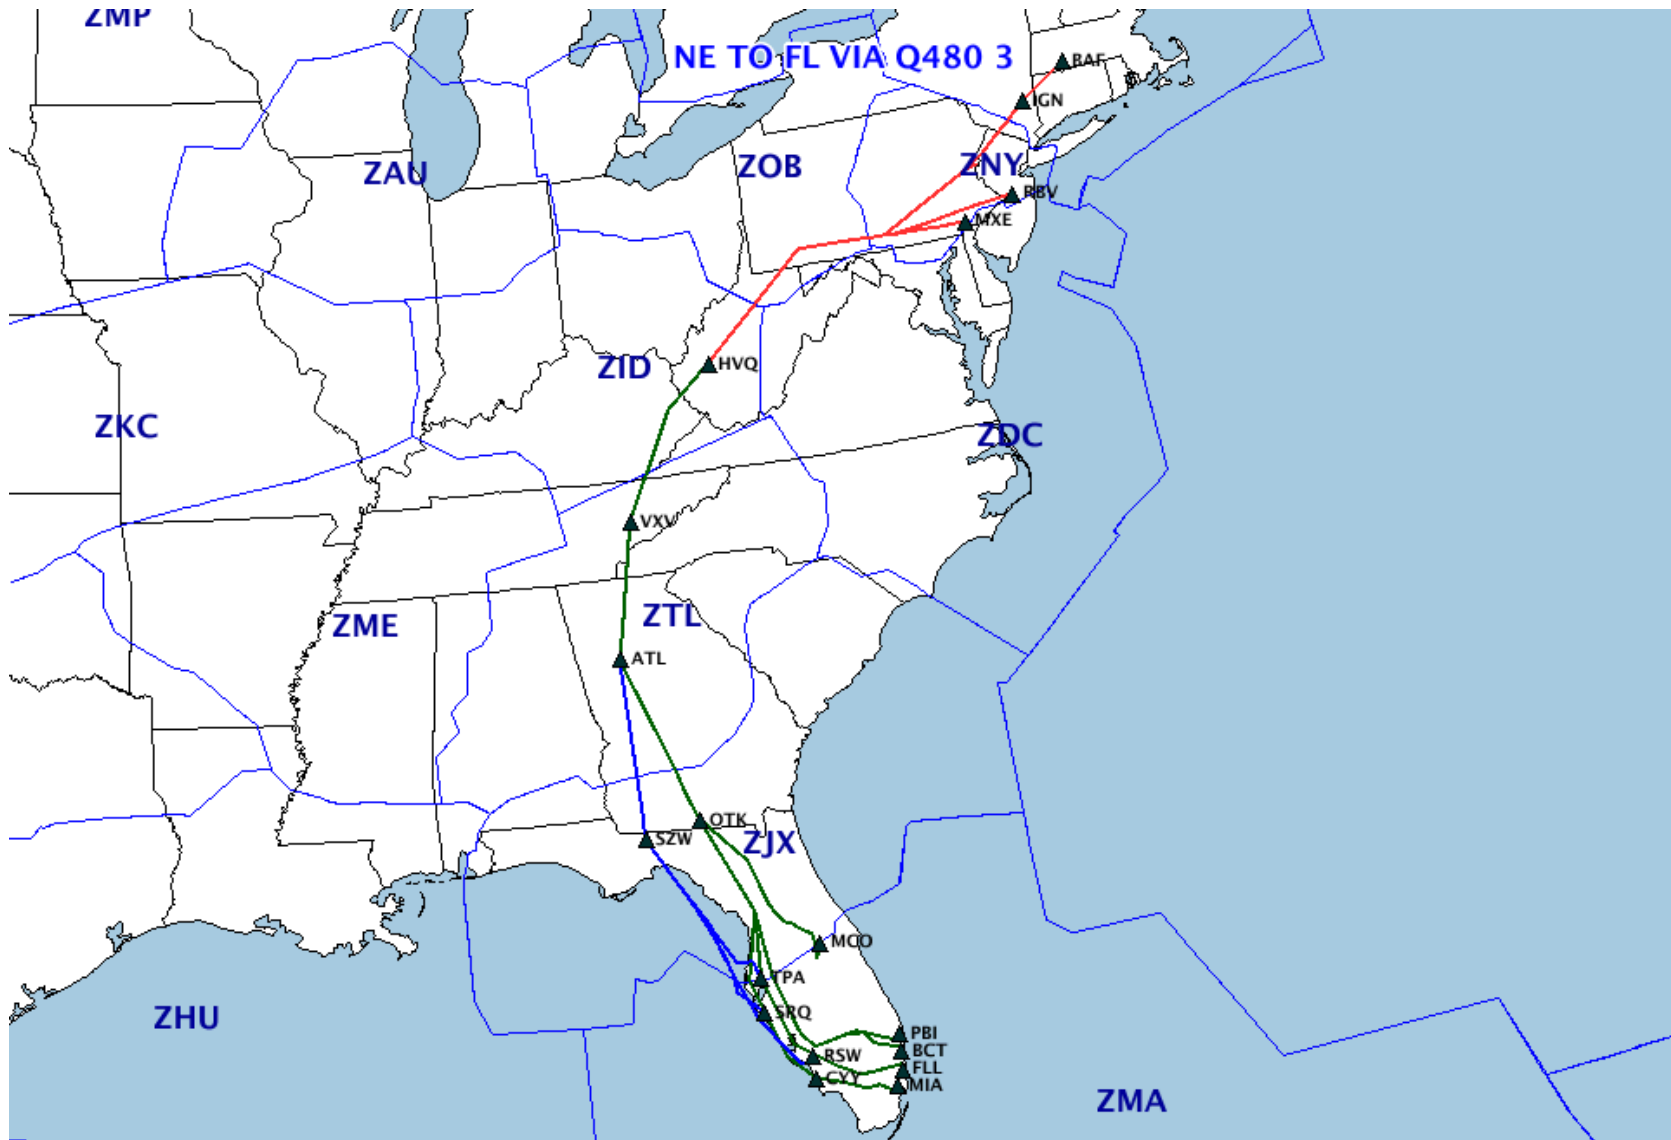 ZMP
NE TO FL VIA Q480 3
BAF
IGN
ZAU
ZOB
ZNY
RBV
MXE
ZID
HVQ
ZKC
ZDC
VXV
ZTL
ZME
ATL
OTK
SZW
ZJX
MCO
TPA
ZHU
SRQ
PBI
BCT
RSW
FLL
CYY
MIA
ZMA